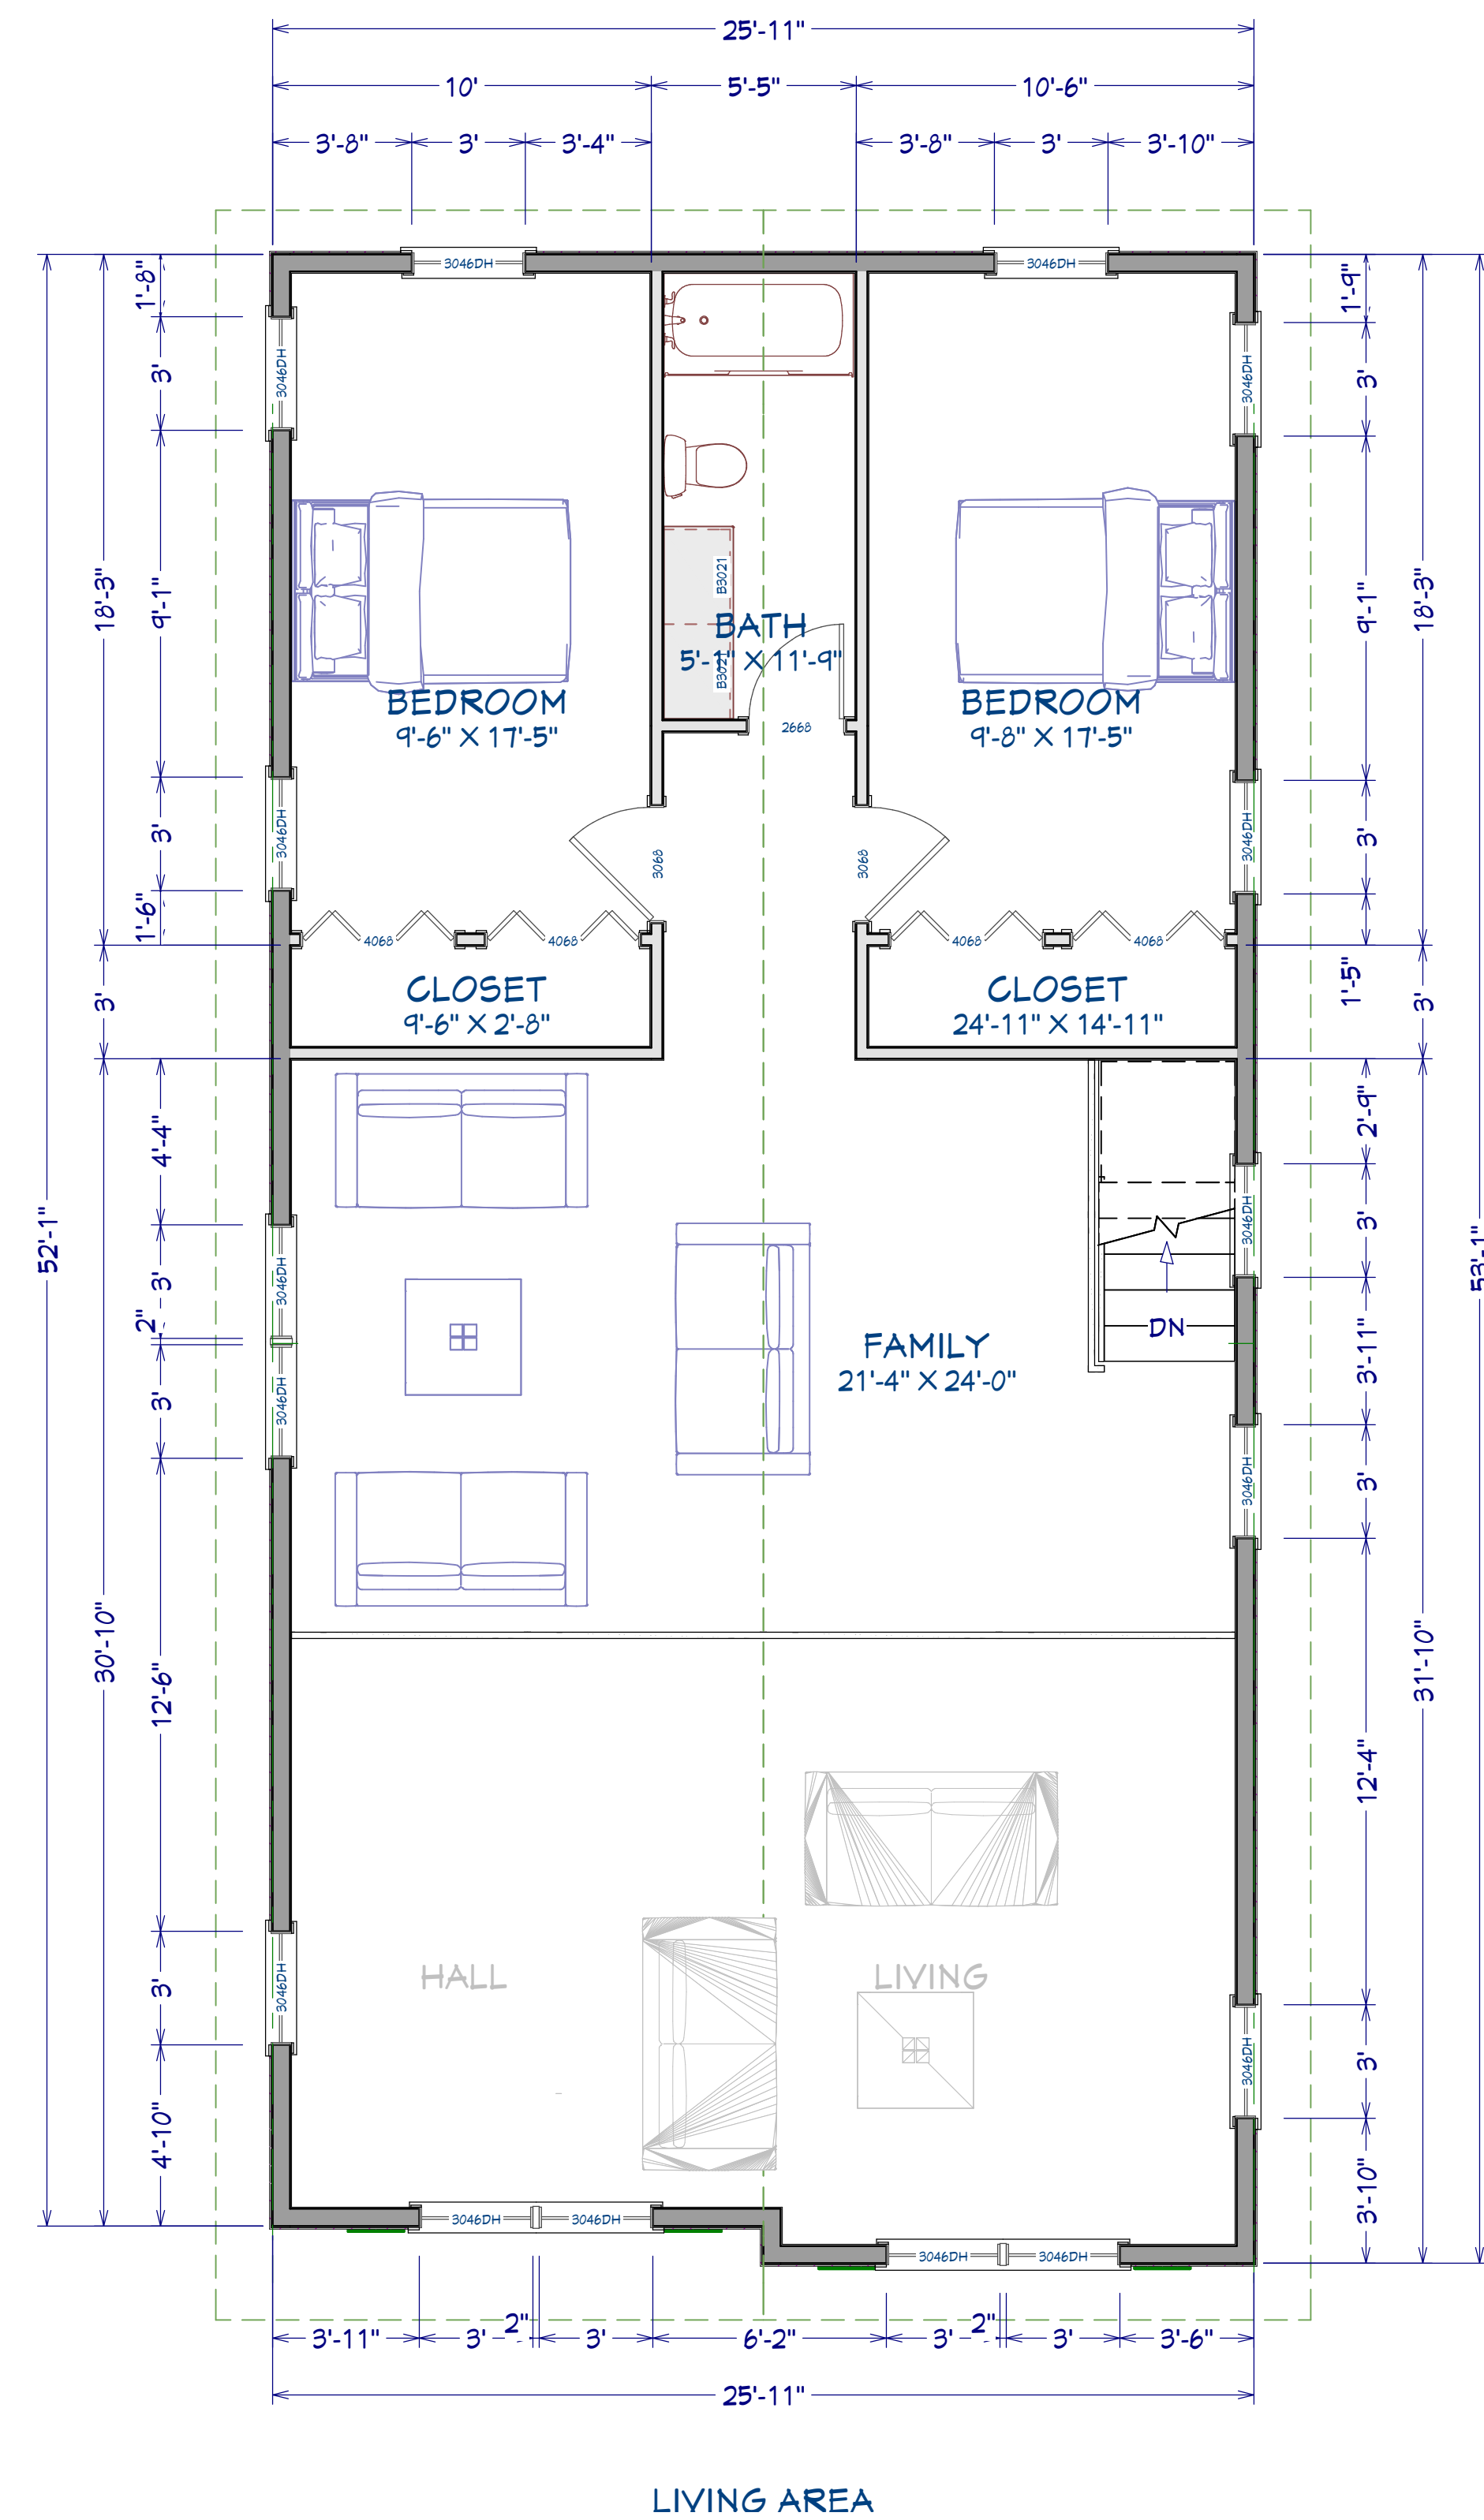 25'-11"
10' 5'-5" 10'-6"
3'-8" 3' 3'-4" 3'-8" 3' 3'-10"
3046DH 3046DH
1'-8" 1'-9"
3' 3046DH 3046DH 3'
18'-3" 9'-1" B3021 9'-1" 18'-3"
BATH
5'-1" X 11'-9"
B3021
BEDROOM BEDROOM
9'-6" X 17'-5" 9'-8" X 17'-5"
2668
3' 3046DH 3068 3068 3046DH 3'
1'-6"
4068 4068 4068 4068
1'-5"
CLOSET CLOSET
3' 9'-6" X 2'-8" 24'-11" X 14'-11" 3'
4'-4" 2'-9"
52'-1" 3' 3046DH 3046DH 3' 53'-1"
2" DN
FAMILY
21'-4" X 24'-0"
3'-11"
3' 3046DH 3046DH 3'
30'-10" 12'-6" 31'-10"
12'-4"
HALL LIVING
3' 3046DH 3046DH 3'
4'-10" 3'-10"
3046DH 3046DH
3046DH 3046DH
3'-11" 3' 2" 3' 6'-2" 3' 2" 3' 3'-6"
25'-11"
LIVING AREA